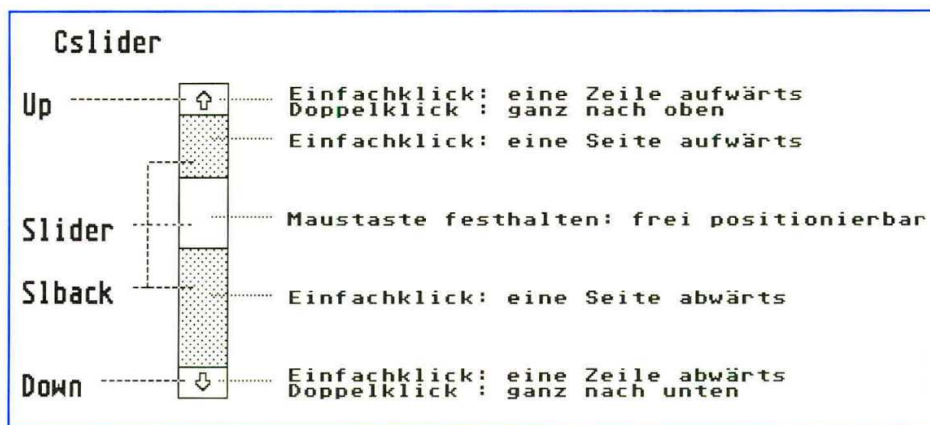 Cslider
Up
Einfachklick: eine Zeile aufwärts
Doppelklick : ganz nach oben
Einfachklick: eine Seite aufwärts
Slider
Maustaste festhalten: frei positionierbar
Slback
Einfachklick: eine Seite abwärts
Down
Einfachklick: eine Zeile abwärts
Doppelklick : ganz nach unten